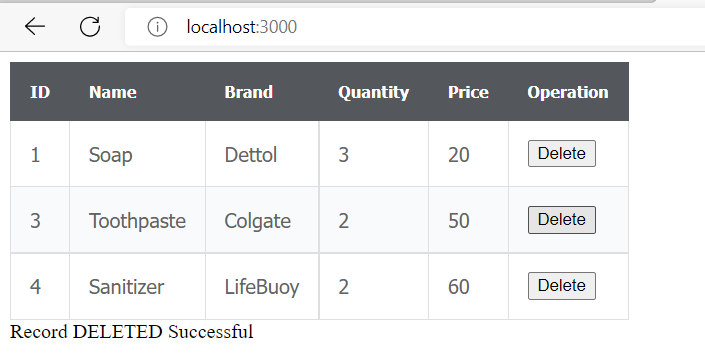 localhost:3000
ID Name Brand Quantity Price Operation
1 Soap Dettol 3 20 Delete
3 Toothpaste Colgate 2 50 Delete
4 Sanitizer LifeBuoy 2 60 Delete
Record DELETED Successful